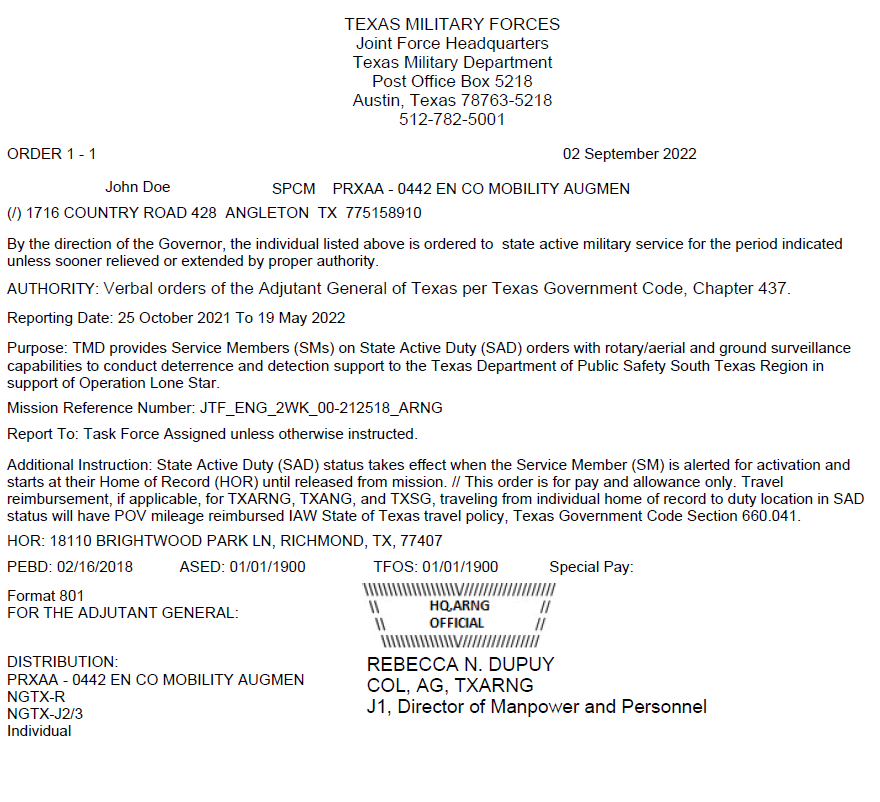 TEXAS MILITARY FORCES
Joint Force Headquarters
Texas Military Department
Post Office Box 5218
Austin, Texas 78763-5218
512-782-5001
ORDER 1 - 1 02 September 2022
John Doe SPCM PRXAA - 0442 EN CO MOBILITY AUGMEN
(/) 1716 COUNTRY ROAD 428 ANGLETON TX 775158910
By the direction of the Governor, the individual listed above is ordered to state active military service for the period indicated
unless sooner relieved or extended by proper authority.
AUTHORITY: Verbal orders of the Adjutant General of Texas per Texas Government Code, Chapter 437.
Reporting Date: 25 October 2021 To 19 May 2022
Purpose: TMD provides Service Members (SMs) on State Active Duty (SAD) orders with rotary/aerial and ground surveillance
capabilities to conduct deterrence and detection support to the Texas Department of Public Safety South Texas Region in
support of Operation Lone Star.
Mission Reference Number: JTF_ENG_2WK_00-212518_ARNG
Report To: Task Force Assigned unless otherwise instructed.
Additional Instruction: State Active Duty (SAD) status takes effect when the Service Member (SM) is alerted for activation and
starts at their Home of Record (HOR) until released from mission. // This order is for pay and allowance only. Travel
reimbursement, if applicable, for TXARNG, TXANG, and TXSG, traveling from individual home of record to duty location in SAD
status will have POV mileage reimbursed IAW State of Texas travel policy, Texas Government Code Section 660.041.
HOR: 18110 BRIGHTWOOD PARK LN, RICHMOND, TX, 77407
PEBD: 02/16/2018 ASED: 01/01/1900 TFOS: 01/01/1900 Special Pay:
Format 801
FOR THE ADJUTANT GENERAL:
\\\\\\\\\\\\\\\\\\\V//////////////////
\\ HQ,ARNG //
\\ OFFICIAL //
\\\\\\\\\\\\\\\V///////////////
REBECCA N. DUPUY
COL, AG, TXARNG
J1, Director of Manpower and Personnel
DISTRIBUTION:
PRXAA - 0442 EN CO MOBILITY AUGMEN
NGTX-R
NGTX-J2/3
Individual